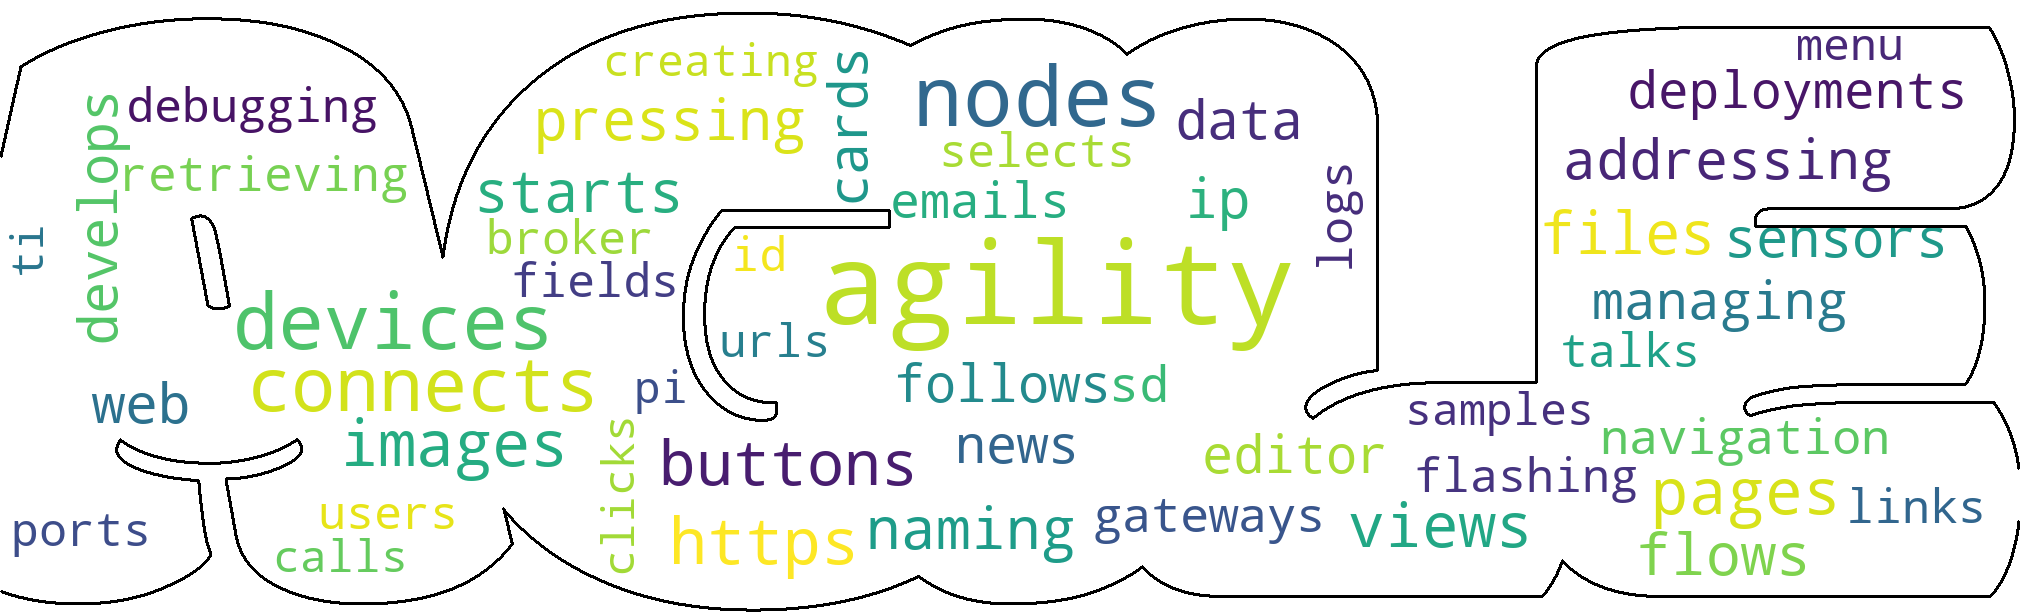 menu
creating
cards
nodes
deployments
debugging
pressing
data
develops
selects
addressing
retrieving
starts
emails
ip
logs
broker
files
sensors
ti
id
fields
agility
managing
devices
urls
talks
connects
pi
follows
sd
web
samples
images
clicks
buttons
news
editor
navigation
flashing
pages
links
users
ports
https
naming
gateways
views
calls
flows